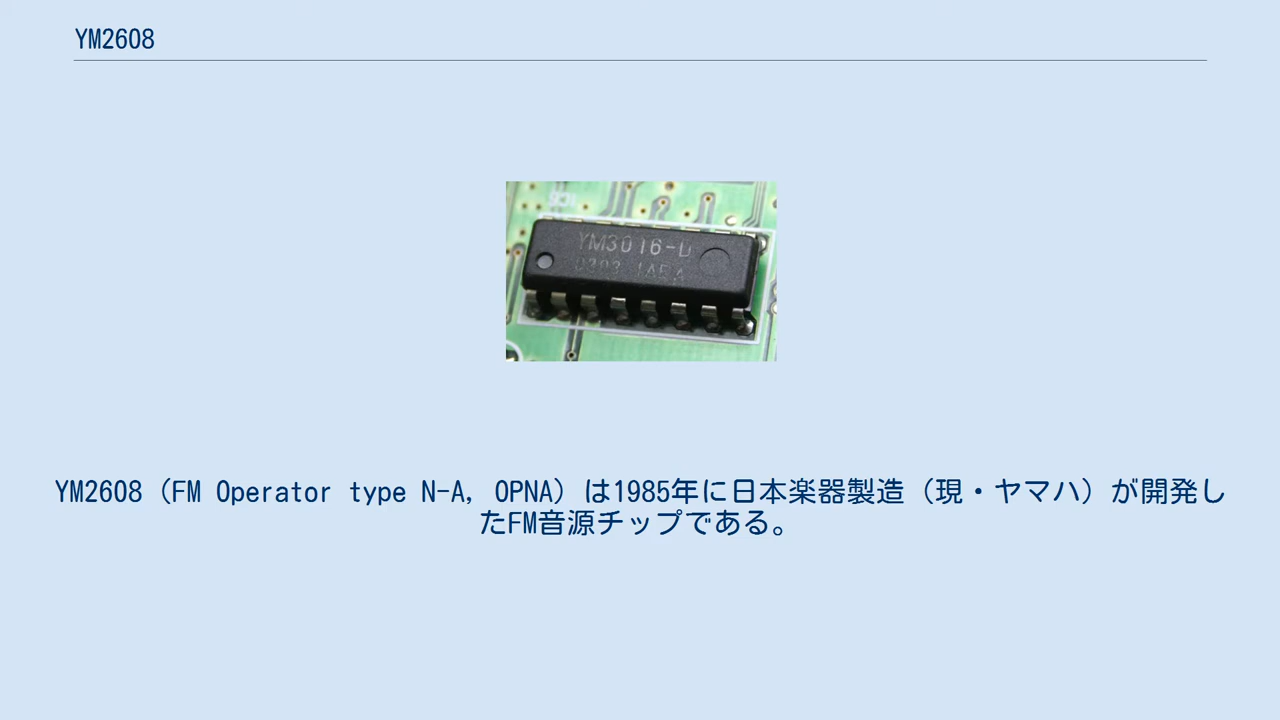 YM2608
YM3016-D
YM2608（FM Operator type N-A, OPNA）は1985年に日本楽器製造（現・ヤマハ）が開発し
たFM音源チップである。